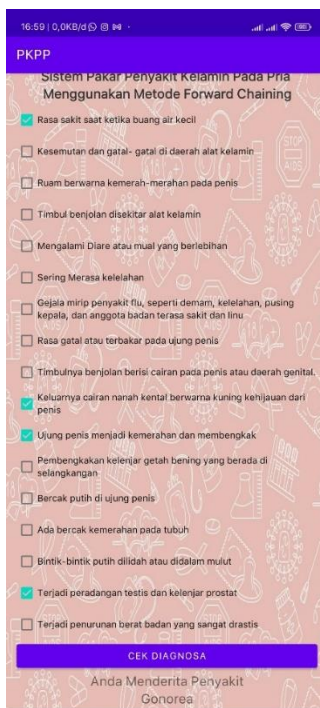 16:59 | 0,0KB/d
PKPP
Sistem Pakar Penyakit Kelamin Pada Pria
Menggunakan Metode Forward Chaining
Rasa sakit saat ketika buang air kecil
Kesemutan dan gatal- gatal di daerah alat kelamin
Ruam berwarna kemerah-merahan pada penis
Timbul benjolan disekitar alat kelamin
Mengalami Diare atau mual yang berlebihan
Sering Merasa kelelahan
Gejala mirip penyakit flu, seperti demam, kelelahan, pusing
kepala, dan anggota badan terasa sakit dan linu
Rasa gatal atau terbakar pada ujung penis
Timbulnya benjolan berisi cairan pada penis atau daerah genital.
Keluarnya cairan nanah kental berwarna kuning kehijauan dari
penis
Ujung penis menjadi kemerahan dan membengkak
Pembengkakan kelenjar getah bening yang berada di
selangkangan
Bercak putih di ujung penis
Ada bercak kemerahan pada tubuh
Bintik-bintik putih dilidah atau didalam mulut
Terjadi peradangan testis dan kelenjar prostat
Terjadi penurunan berat badan yang sangat drastis
CEK DIAGNOSA
Anda Menderita Penyakit
Gonorea